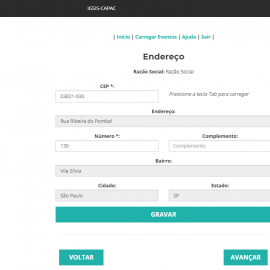 IGSIS-CAPAC
| Início | Carregar Eventos | Ajuda | Sair |
Endereço
Razão Social: Razão Social
CEP *:
03821-030 Pressione a tecla Tab para carregar
Endereço:
Rua Ribeira do Pombal
Número *: Complemento:
130 Complemento
Bairro:
Vila Sílvia
Cidade: Estado:
São Paulo SP
GRAVAR
VOLTAR AVANÇAR